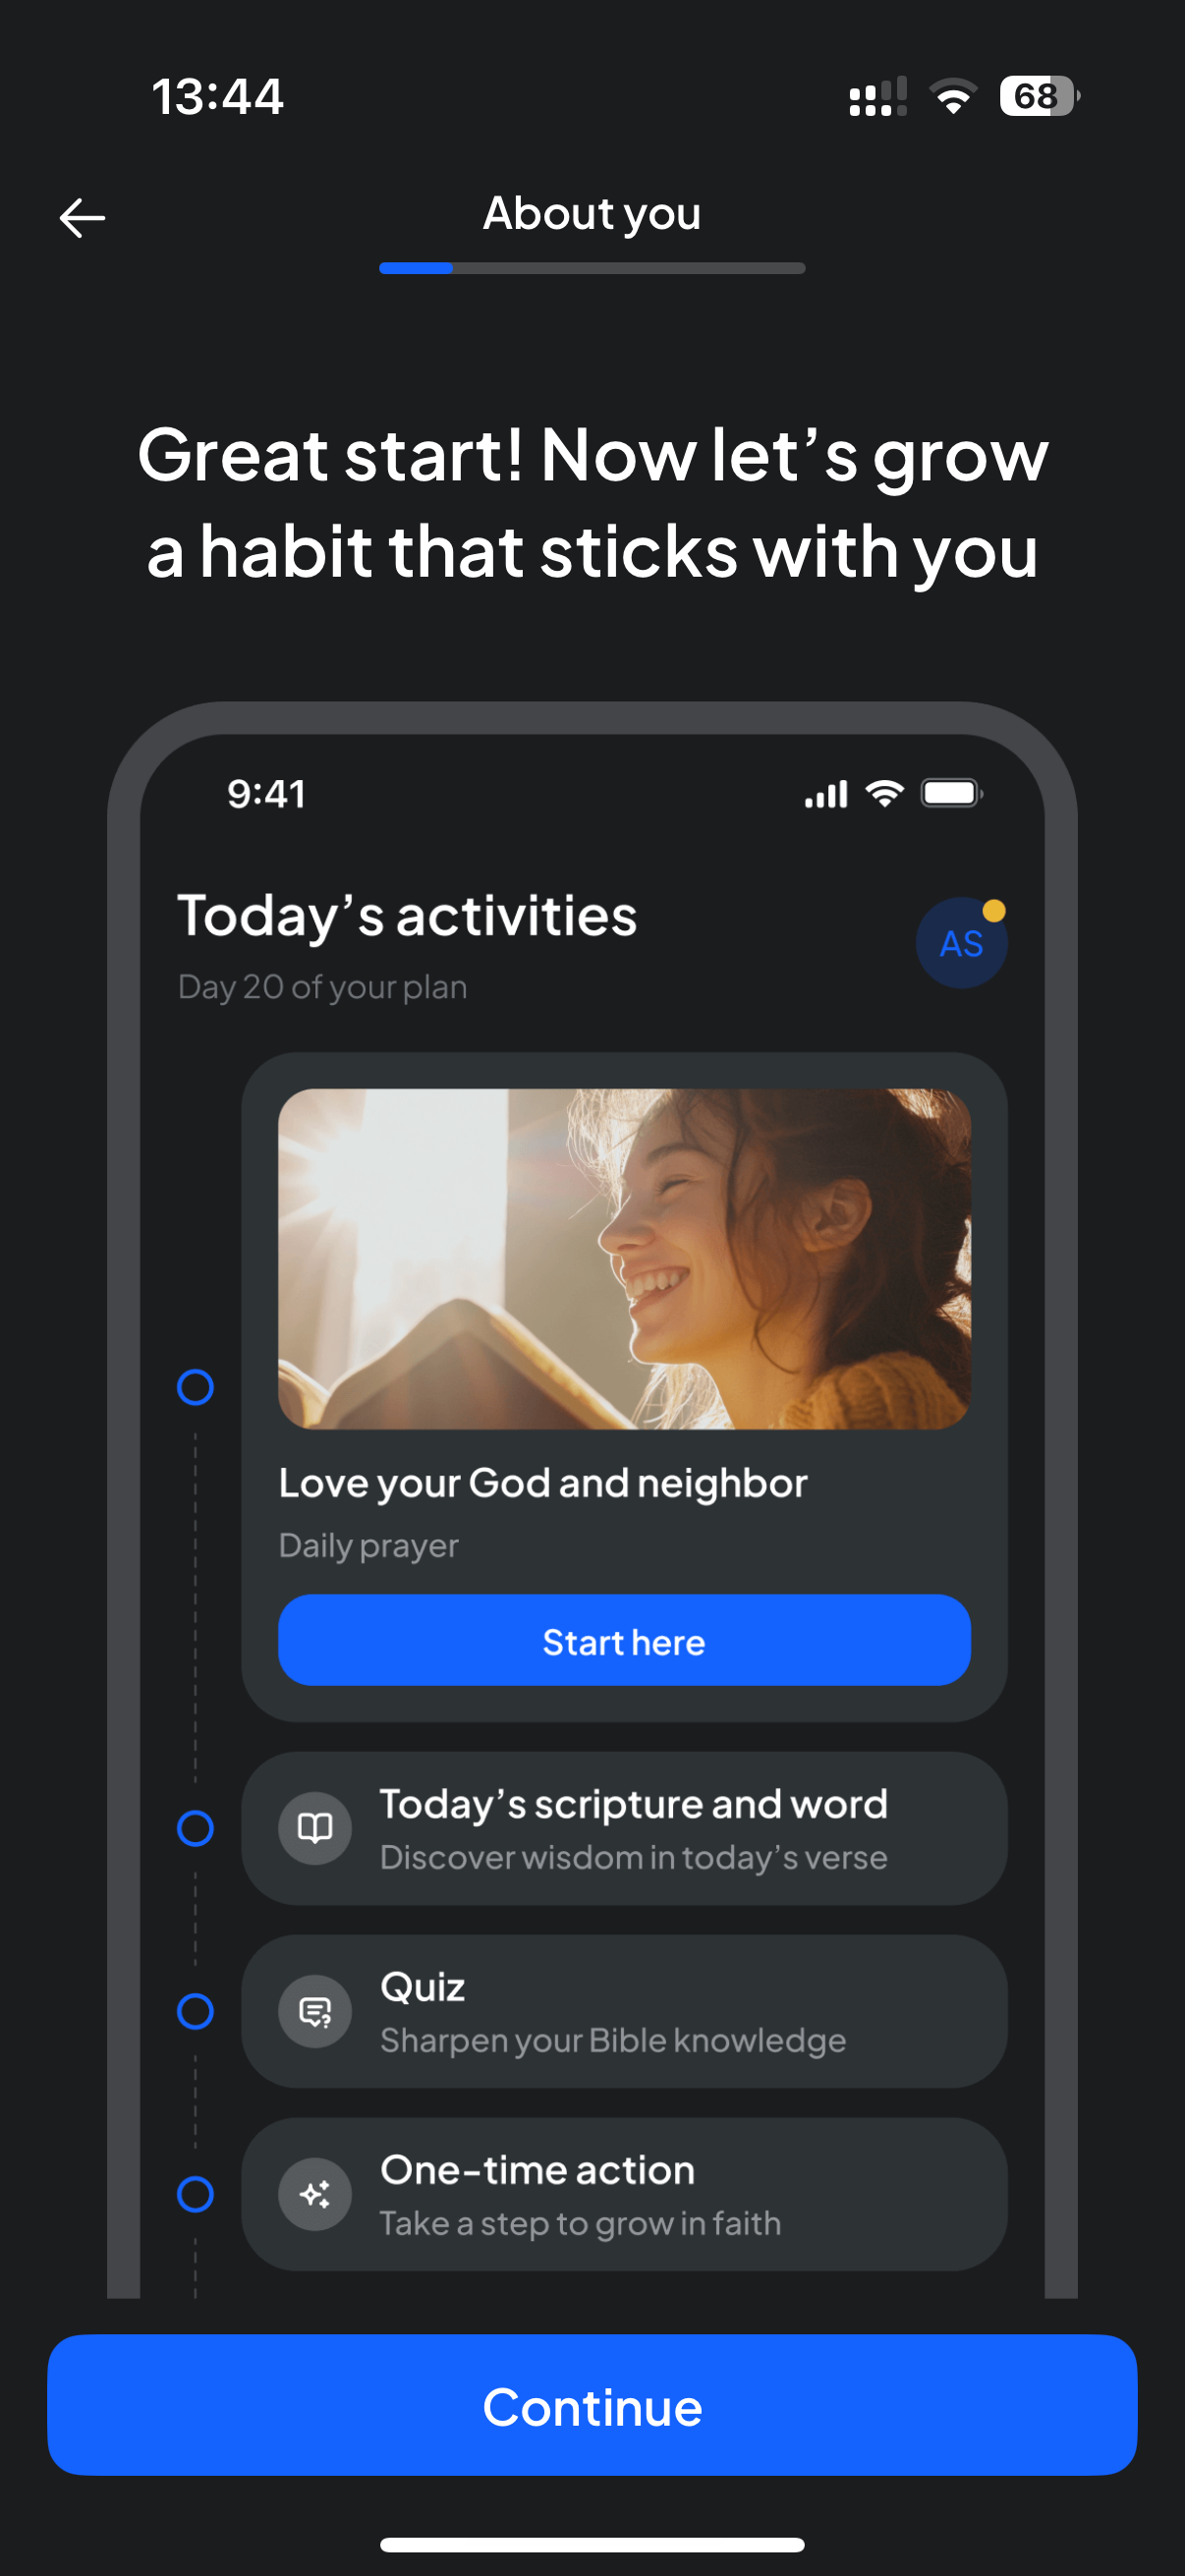 13:44
68
About you
Great start! Now let’s grow
a habit that sticks with you
9:41
Today’s activities
AS
Day 20 of your plan
Love your God and neighbor
Daily prayer
Start here
Today’s scripture and word
Discover wisdom in today’s verse
Quiz
Sharpen your Bible knowledge
One-time action
Take a step to grow in faith
Continue